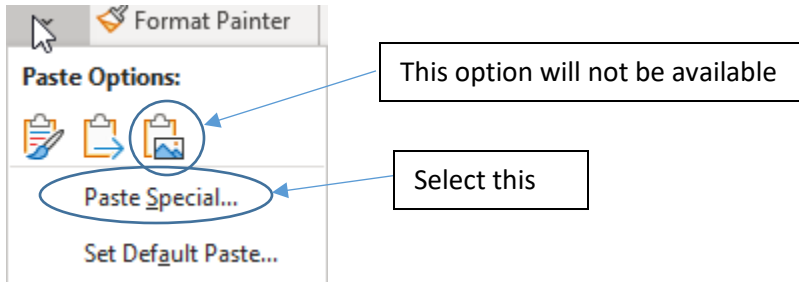 Format Painter
Paste Options:
This option will not be available
Paste Special...
Select this
Set Default Paste...